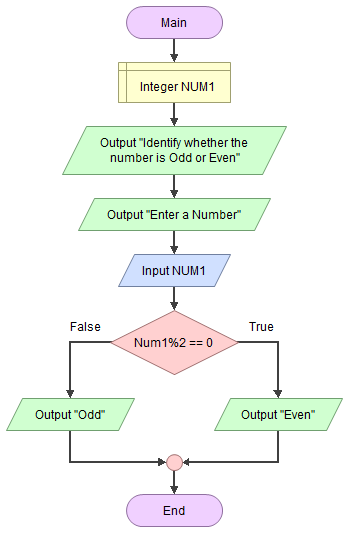 Main
Integer NUM1
Output "Identify whether the
number is Odd or Even"
Output "Enter a Number"
Input NUM1
False
True
Num1%2 == 0
Output "Odd"
Output "Even"
End